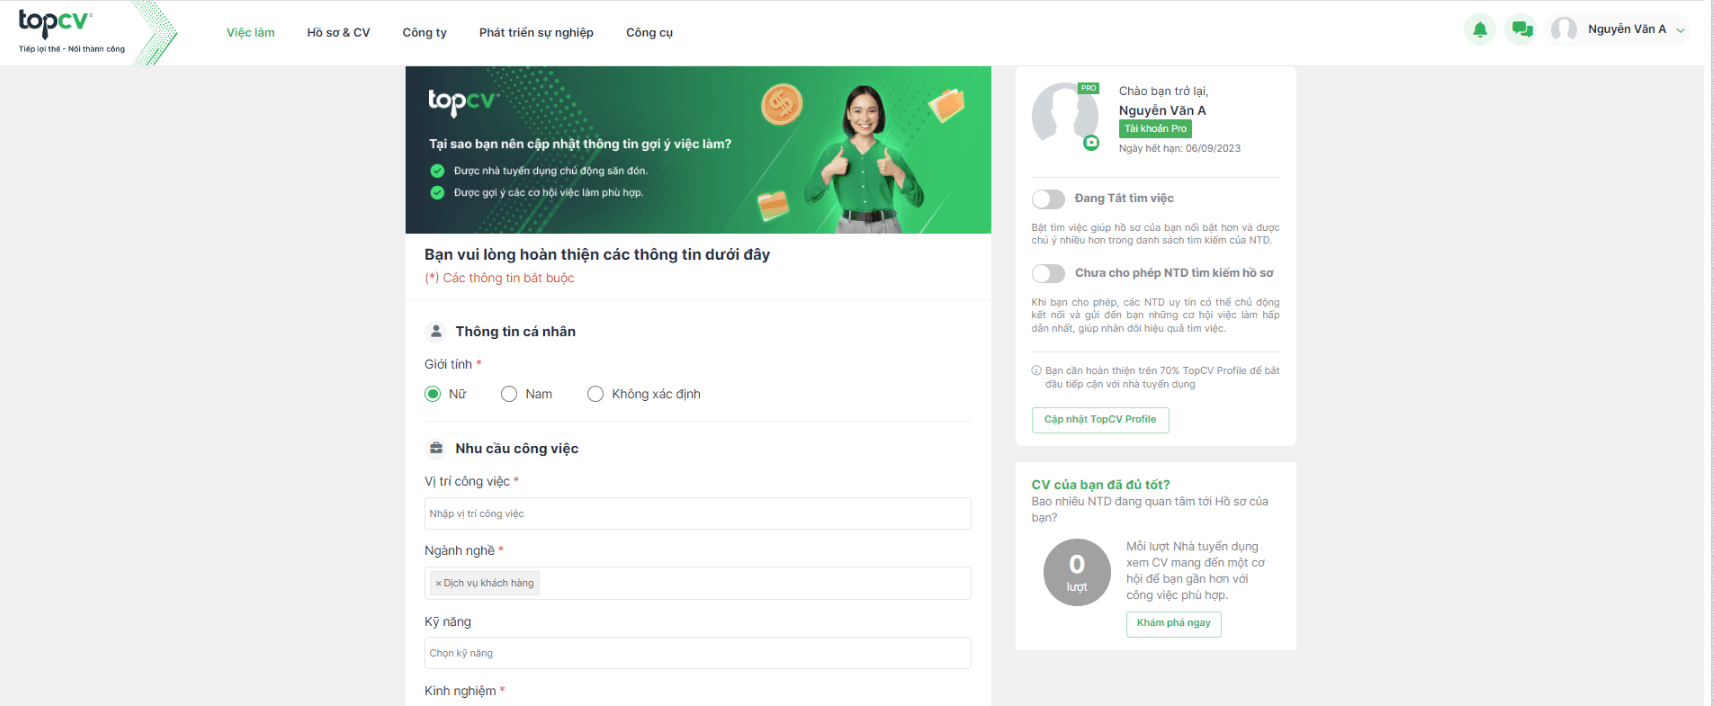 topcv
Tiếp lợi thế - Nối thành công
Việc làm
Hồ sơ & CV
Công ty
Phát triển sự nghiệp
Công cụ
Nguyễn Văn A
topcv
Tại sao bạn nên cập nhật thông tin gợi ý việc làm?
Được nhà tuyển dụng chủ động săn đón.
Được gợi ý các cơ hội việc làm phù hợp.
Bạn vui lòng hoàn thiện các thông tin dưới đây
(*) Các thông tin bắt buộc
Thông tin cá nhân
Giới tính *
Nữ
Nam
Không xác định
Nhu cầu công việc
Vị trí công việc *
Nhập vị trí công việc
Ngành nghề *
× Dịch vụ khách hàng
Kỹ năng
Chọn kỹ năng
Kinh nghiệm *
PRO
Chào bạn trở lại,
Nguyễn Văn A
Tài khoản Pro
Ngày hết hạn: 06/09/2023
Đang Tắt tìm việc
Bật tìm việc giúp hồ sơ của bạn nổi bật hơn và được
chú ý nhiều hơn trong danh sách tìm kiếm của NTD.
Chưa cho phép NTD tìm kiếm hồ sơ
Khi bạn cho phép, các NTD uy tín có thể chủ động
kết nối và gửi đến bạn những cơ hội việc làm hấp
dẫn nhất, giúp nhân đôi hiệu quả tìm việc.
Bạn cần hoàn thiện trên 70% TopCV Profile để bắt
đầu tiếp cận với nhà tuyển dụng
Cập nhật TopCV Profile
CV của bạn đã đủ tốt?
Bao nhiêu NTD đang quan tâm tới Hồ sơ của
bạn?
0
lượt
Mỗi lượt Nhà tuyển dụng
xem CV mang đến một cơ
hội để bạn gần hơn với
công việc phù hợp.
Khám phá ngay